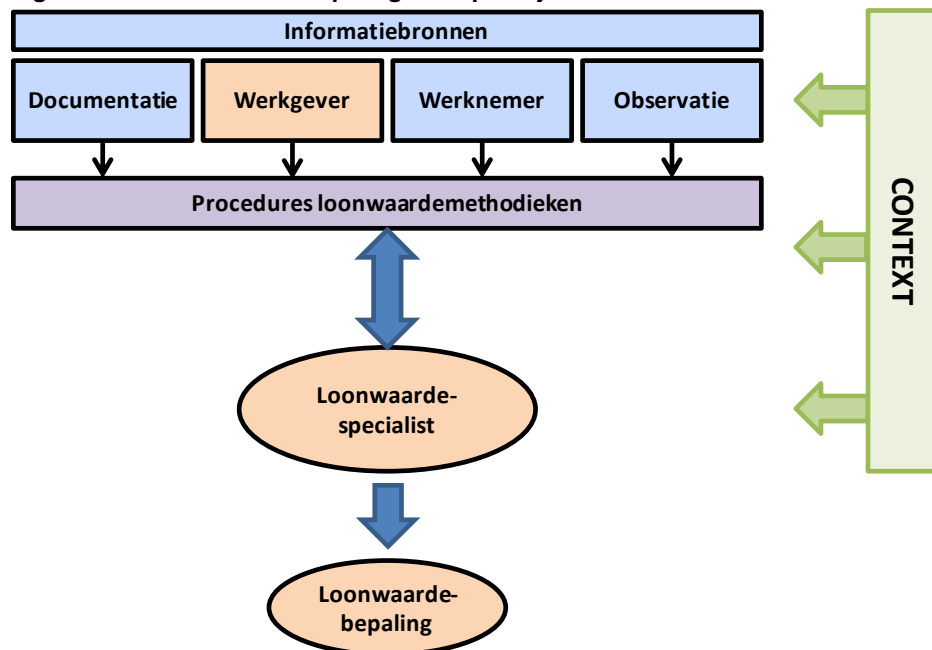 Informatiebronnen
Documentatie
Werkgever
Werknemer
Observatie
Procedures loonwaardemethodieken
CONTEXT
Loonwaarde-
specialist
Loonwaarde-
bepaling